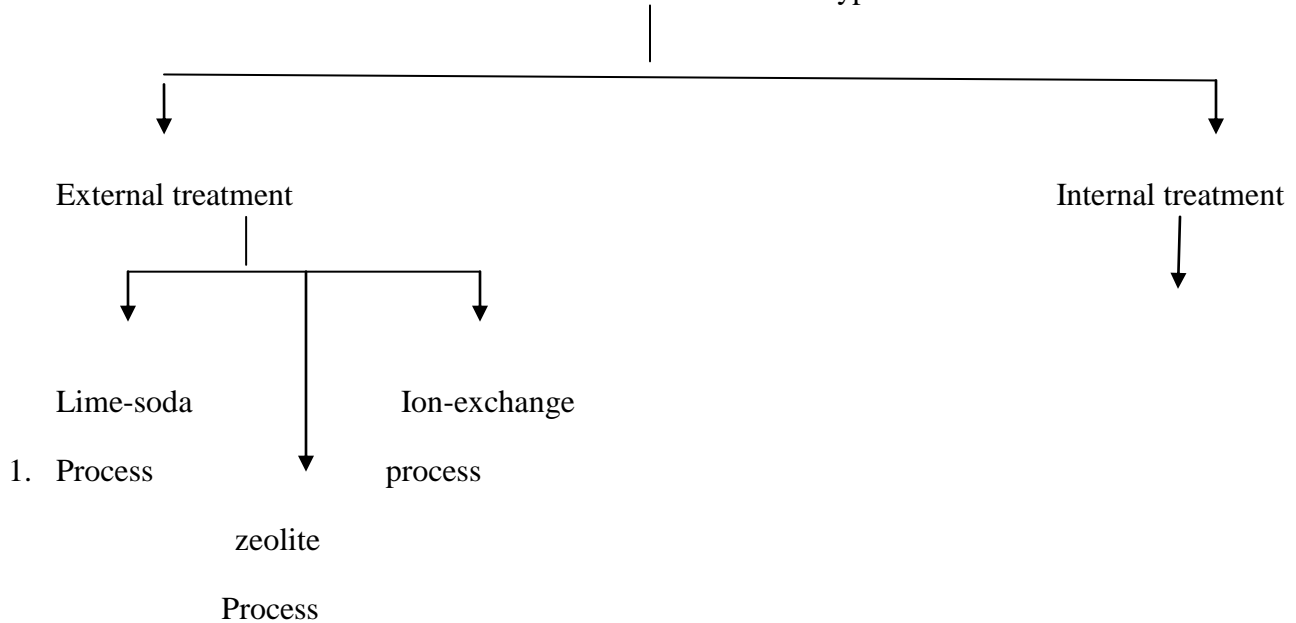 External treatment Internal treatment
Lime-soda Ion-exchange
1. Process process
zeolite
Process